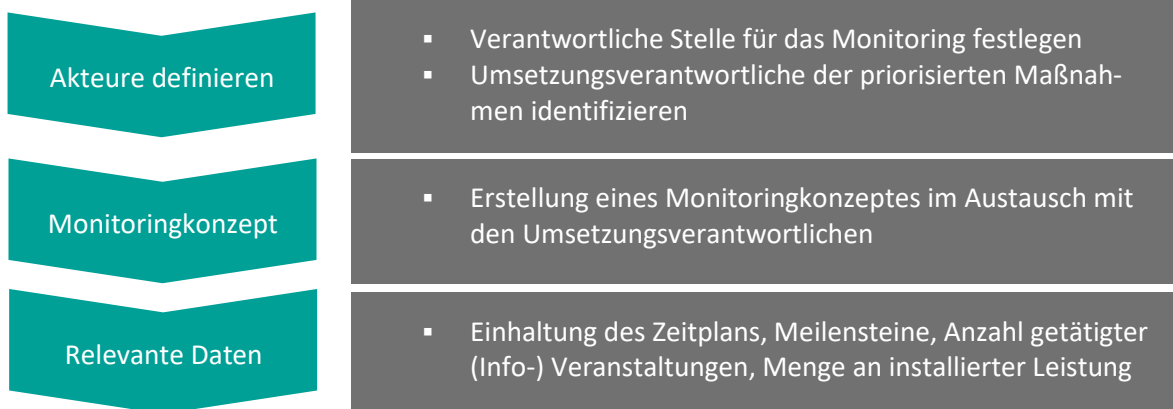 Akteure definieren
▪ Verantwortliche Stelle für das Monitoring festlegen
▪ Umsetzungsverantwortliche der priorisierten Maßnah-
men identifizieren
Monitoringkonzept
▪ Erstellung eines Monitoringkonzeptes im Austausch mit
den Umsetzungsverantwortlichen
Relevante Daten
▪ Einhaltung des Zeitplans, Meilensteine, Anzahl getätigter
(Info-) Veranstaltungen, Menge an installierter Leistung